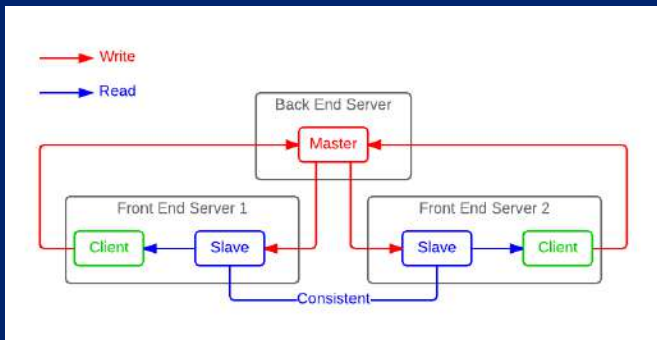 Write
Read
Back End Server
Master
Front End Server 1
Client
Slave
Front End Server 2
Slave
Client
Consistent